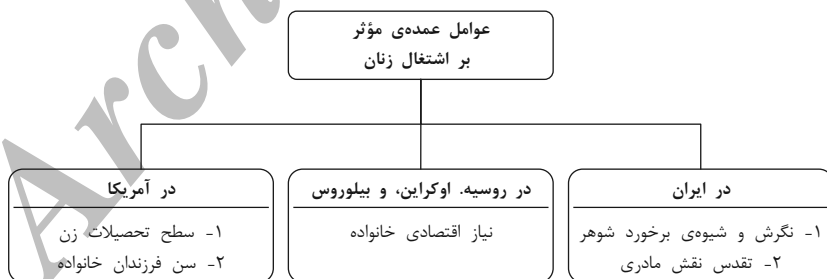 عوامل عمده‌ی مؤثر
بر اشتغال زنان
در ایران
۱- نگرش و شیوه‌ی برخورد شوهر
۲- تقدس نقش مادری
در روسیه. اوکراین، و بیلوروس
نیاز اقتصادی خانواده
در آمریکا
۱- سطح تحصیلات زن
۲- سن فرزندان خانواده
Arch